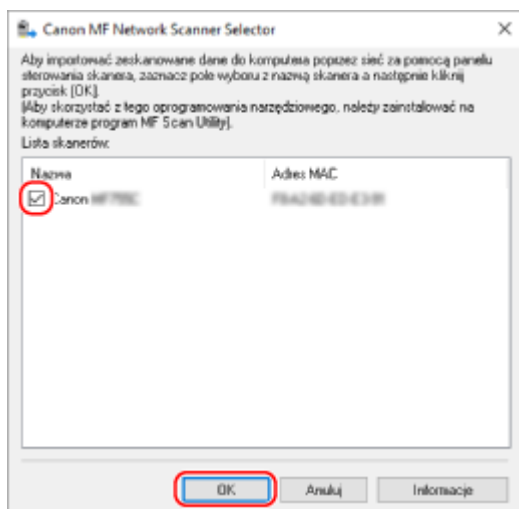 Canon MF Network Scanner Selector
Aby importować zeskanowane dane do komputera poprzez sieć za pomocą panelu
sterowania skanera, zaznacz pole wyboru z nazwą skanera a następnie kliknij
przycisk [OK].
(Aby skorzystać z tego oprogramowania narzędziowego, należy zainstalować na
komputerze program MF Scan Utility).
Lista skanerów:
Nazwa Adres MAC
Canon
OK Anuluj Informacje